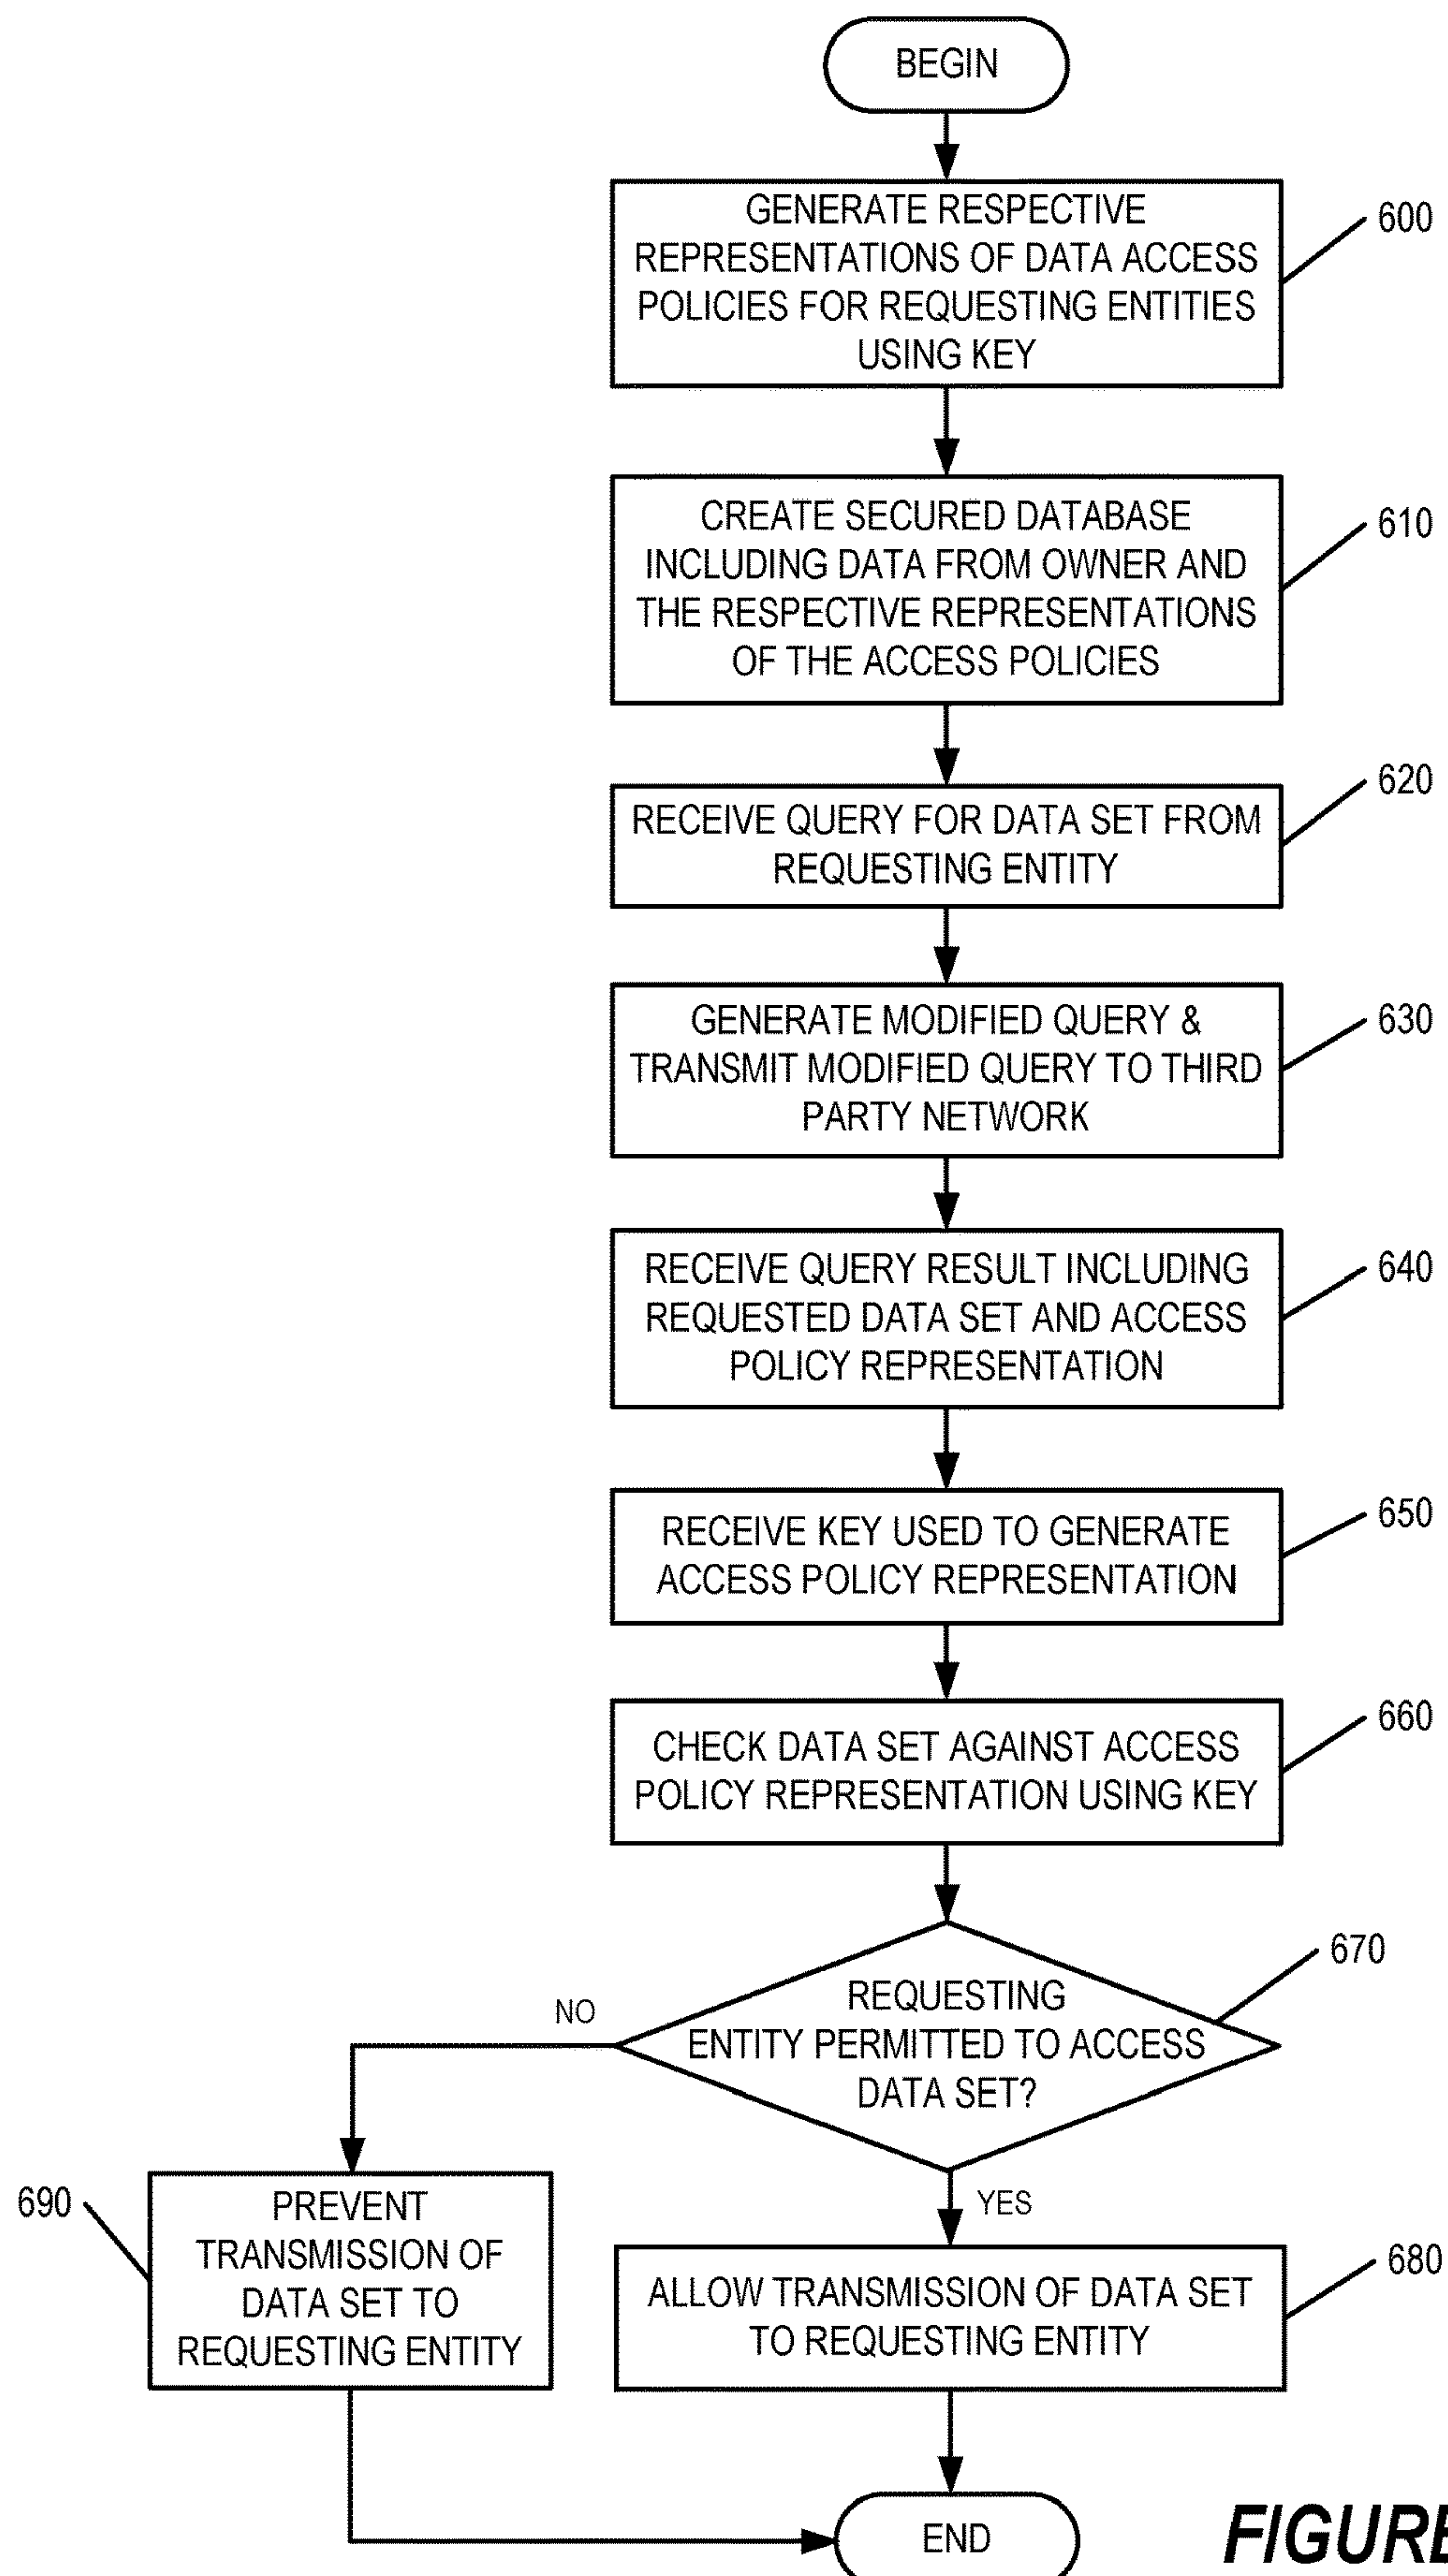 BEGIN
GENERATE RESPECTIVE
REPRESENTATIONS OF DATA ACCESS
POLICIES FOR REQUESTING ENTITIES
USING KEY
600
CREATE SECURED DATABASE
INCLUDING DATA FROM OWNER AND
THE RESPECTIVE REPRESENTATIONS
OF THE ACCESS POLICIES
610
RECEIVE QUERY FOR DATA SET FROM
REQUESTING ENTITY
620
GENERATE MODIFIED QUERY &
TRANSMIT MODIFIED QUERY TO THIRD
PARTY NETWORK
630
RECEIVE QUERY RESULT INCLUDING
REQUESTED DATA SET AND ACCESS
POLICY REPRESENTATION
640
RECEIVE KEY USED TO GENERATE
ACCESS POLICY REPRESENTATION
650
CHECK DATA SET AGAINST ACCESS
POLICY REPRESENTATION USING KEY
660
REQUESTING
ENTITY PERMITTED TO ACCESS
DATA SET?
670
NO
YES
690
PREVENT
TRANSMISSION OF
DATA SET TO
REQUESTING ENTITY
ALLOW TRANSMISSION OF DATA SET
TO REQUESTING ENTITY
680
END
FIGURE